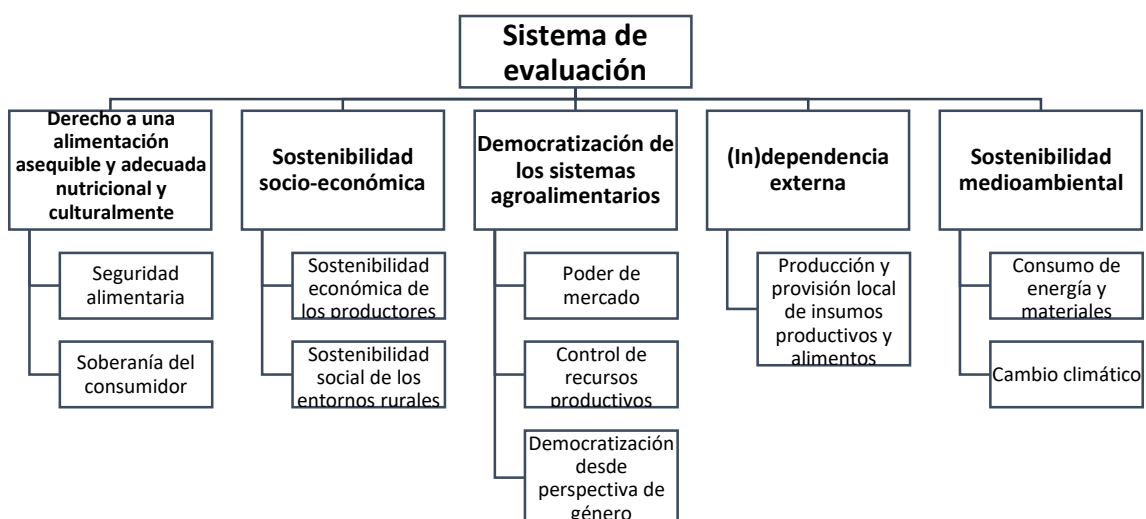 Sistema de
evaluación
Derecho a una
alimentación
asequible y adecuada
nutricional y
culturalmente
Seguridad
alimentaria
Soberanía del
consumidor
Sostenibilidad
socio-económica
Sostenibilidad
económica de
los productores
Sostenibilidad
social de los
entornos rurales
Democratización de
los sistemas
agroalimentarios
Poder de
mercado
Control de
recursos
productivos
Democratización
desde
perspectiva de
género
(In)dependencia
externa
Producción y
provisión local
de insumos
productivos y
alimentos
Sostenibilidad
medioambiental
Consumo de
energía y
materiales
Cambio climático